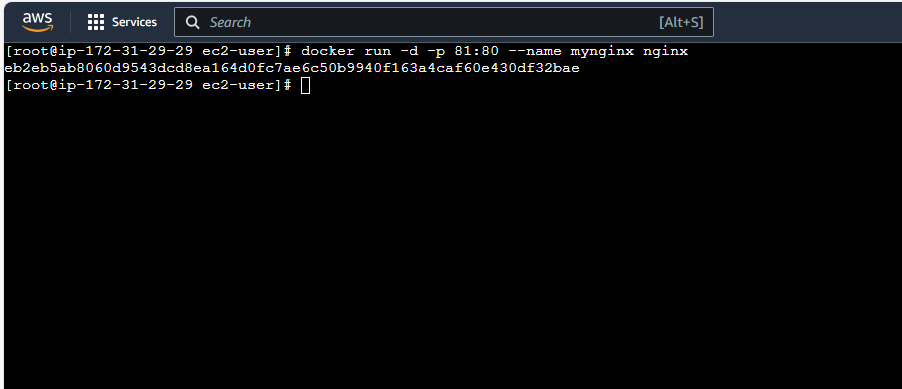 aws Services Search [Alt+S]
[root@ip-172-31-29-29 ec2-user]# docker run -d -p 81:80 --name mynginx nginx
eb2eb5ab8060d9543dcd8ea164d0fc7ae6c50b9940f163a4caf60e430df32bae
[root@ip-172-31-29-29 ec2-user]#